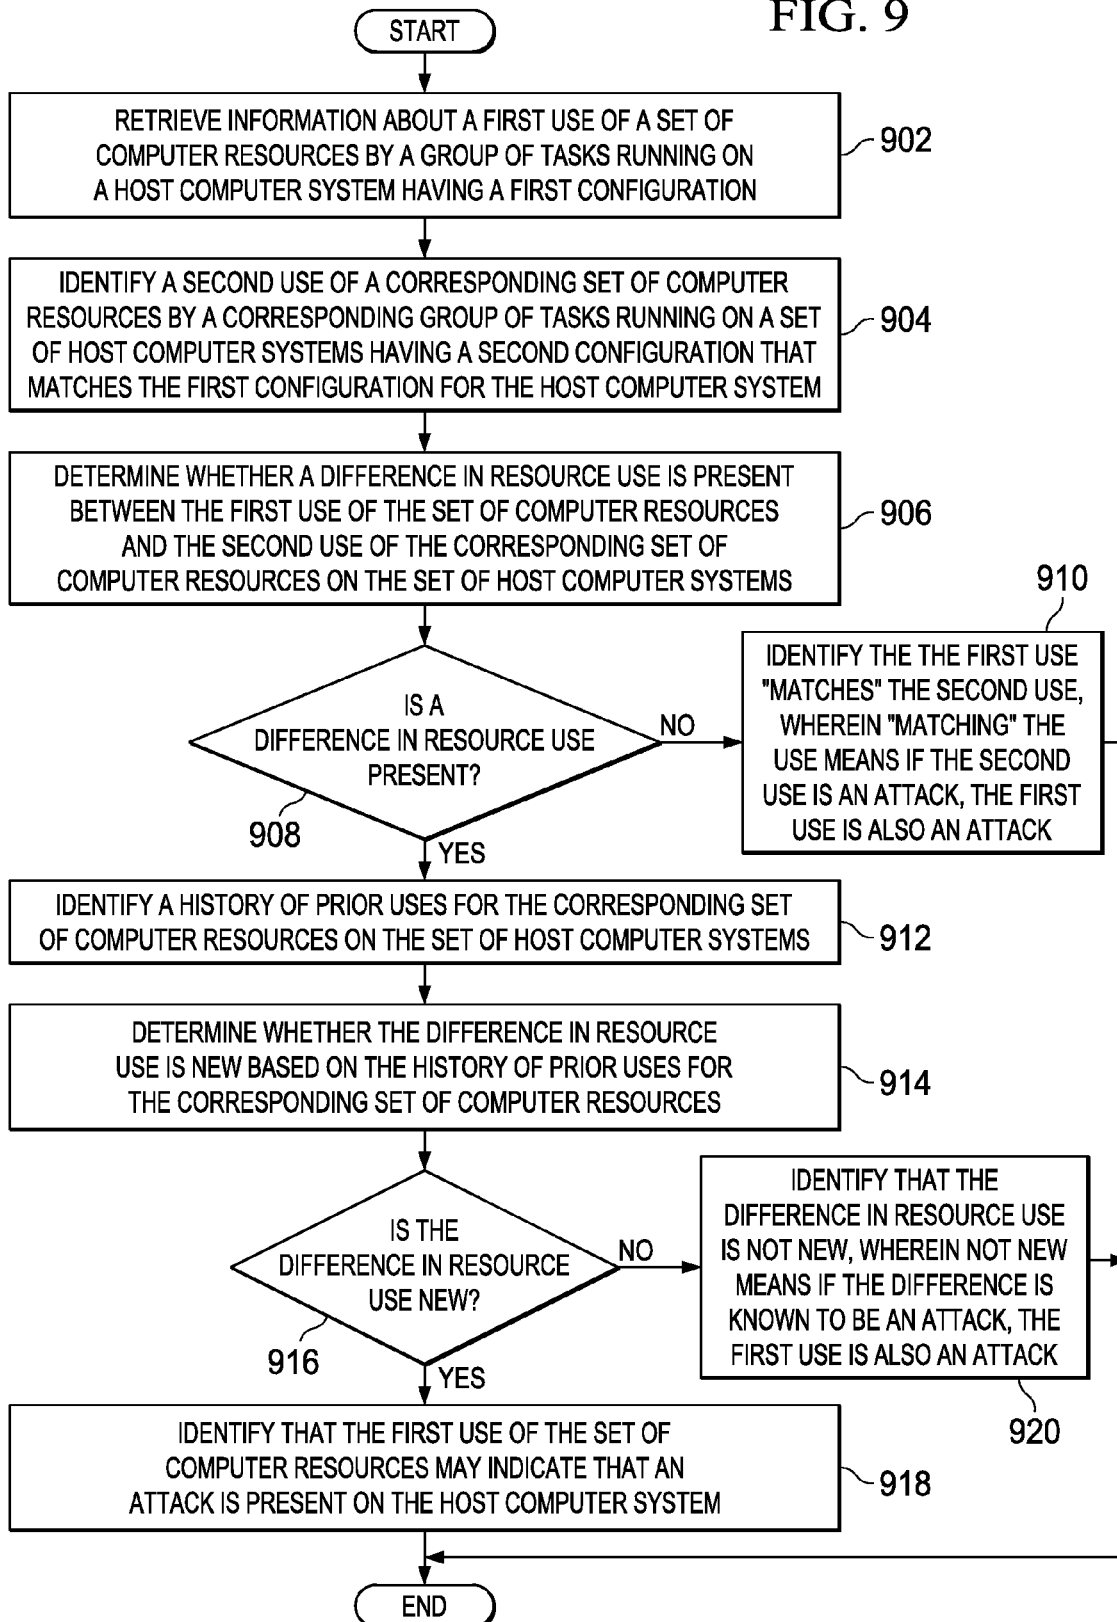 FIG. 9
START
RETRIEVE INFORMATION ABOUT A FIRST USE OF A SET OF
COMPUTER RESOURCES BY A GROUP OF TASKS RUNNING ON
A HOST COMPUTER SYSTEM HAVING A FIRST CONFIGURATION
902
IDENTIFY A SECOND USE OF A CORRESPONDING SET OF COMPUTER
RESOURCES BY A CORRESPONDING GROUP OF TASKS RUNNING ON A SET
OF HOST COMPUTER SYSTEMS HAVING A SECOND CONFIGURATION THAT
MATCHES THE FIRST CONFIGURATION FOR THE HOST COMPUTER SYSTEM
904
DETERMINE WHETHER A DIFFERENCE IN RESOURCE USE IS PRESENT
BETWEEN THE FIRST USE OF THE SET OF COMPUTER RESOURCES
AND THE SECOND USE OF THE CORRESPONDING SET OF
COMPUTER RESOURCES ON THE SET OF HOST COMPUTER SYSTEMS
906
IS A
DIFFERENCE IN RESOURCE USE
PRESENT?
908
NO
910
IDENTIFY THE THE FIRST USE
"MATCHES" THE SECOND USE,
WHEREIN "MATCHING" THE
USE MEANS IF THE SECOND
USE IS AN ATTACK, THE FIRST
USE IS ALSO AN ATTACK
YES
IDENTIFY A HISTORY OF PRIOR USES FOR THE CORRESPONDING SET
OF COMPUTER RESOURCES ON THE SET OF HOST COMPUTER SYSTEMS
912
DETERMINE WHETHER THE DIFFERENCE IN RESOURCE
USE IS NEW BASED ON THE HISTORY OF PRIOR USES FOR
THE CORRESPONDING SET OF COMPUTER RESOURCES
914
IS THE
DIFFERENCE IN RESOURCE
USE NEW?
916
NO
IDENTIFY THAT THE
DIFFERENCE IN RESOURCE USE
IS NOT NEW, WHEREIN NOT NEW
MEANS IF THE DIFFERENCE IS
KNOWN TO BE AN ATTACK, THE
FIRST USE IS ALSO AN ATTACK
920
YES
IDENTIFY THAT THE FIRST USE OF THE SET OF
COMPUTER RESOURCES MAY INDICATE THAT AN
ATTACK IS PRESENT ON THE HOST COMPUTER SYSTEM
918
END